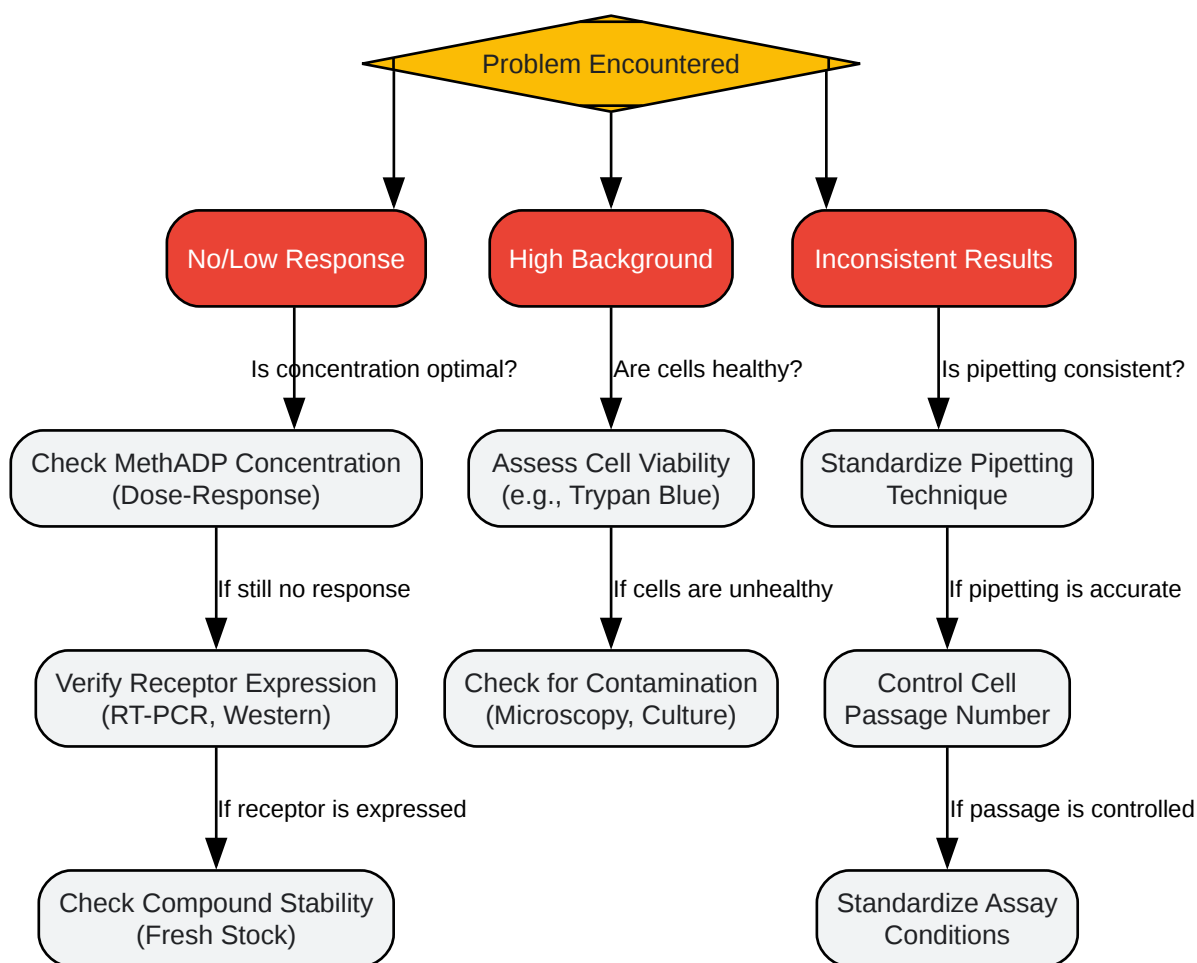 Problem Encountered
No/Low Response
High Background
Inconsistent Results
Is concentration optimal?
Are cells healthy?
Is pipetting consistent?
Check MethADP Concentration
(Dose-Response)
Assess Cell Viability
(e.g., Trypan Blue)
Standardize Pipetting
Technique
If still no response
If cells are unhealthy
If pipetting is accurate
Verify Receptor Expression
(RT-PCR, Western)
Check for Contamination
(Microscopy, Culture)
Control Cell
Passage Number
If receptor is expressed
If passage is controlled
Check Compound Stability
(Fresh Stock)
Standardize Assay
Conditions